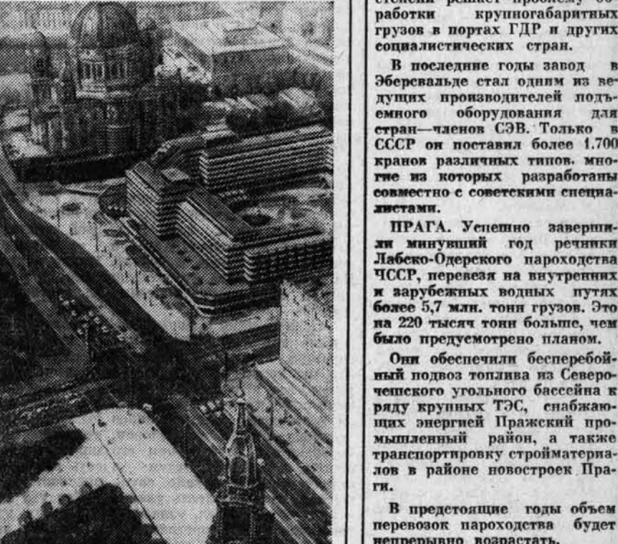 степени решает проблему об-
работки крупногабаритных
грузов в портах ГДР и других
социалистических стран.
В последние годы завод в
Эберсвальде стал одним из ве-
дущих производителей подъ-
емного оборудования для
стран—членов СЭВ. Только в
СССР он поставил более 1.700
кранов различных типов, мно-
гие из которых разработаны
совместно с советскими специа-
листами.
ПРАГА. Успешно заверши-
ли минувший год речники
Лабско-Одерского пароходства
ЧССР, перевезя на внутренних
и зарубежных водных путях
более 5,7 млн. тонн грузов. Это
на 220 тысяч тонн больше, чем
было предусмотрено планом.
Они обеспечили бесперебой-
ный подвоз топлива из Северо-
чешского угольного бассейна к
ряду крупных ТЭС, снабжаю-
щих энергией Пражский про-
мышленный район, а также
транспортировку стройматериа-
лов в районе новостроек Пра-
ги.
В предстоящие годы объем
перевозок пароходства будет
непрерывно возрастать.